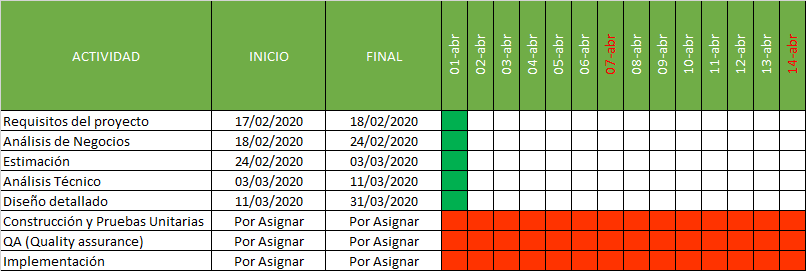 ACTIVIDAD INICIO FINAL 01-abr 02-abr 03-abr 04-abr 05-abr 06-abr 07-abr 08-abr 09-abr 10-abr 11-abr 12-abr 13-abr 14-abr
Requisitos del proyecto 17/02/2020 18/02/2020
Análisis de Negocios 18/02/2020 24/02/2020
Estimación 24/02/2020 03/03/2020
Análisis Técnico 03/03/2020 11/03/2020
Diseño detallado 11/03/2020 31/03/2020
Construcción y Pruebas Unitarias Por Asignar Por Asignar
QA (Quality assurance) Por Asignar Por Asignar
Implementación Por Asignar Por Asignar